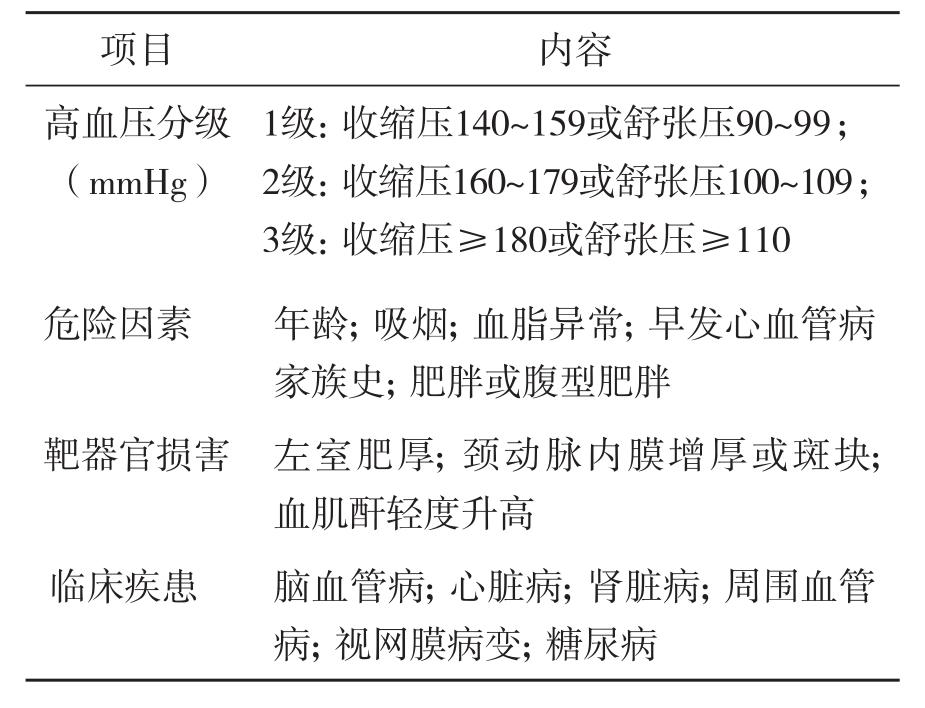 项目 内容
高血压分级 1级：收缩压140~159或舒张压90~99；
（mmHg） 2级：收缩压160~179或舒张压100~109；
3级：收缩压≥180或舒张压≥110
危险因素 年龄；吸烟；血脂异常；早发心血管病
家族史；肥胖或腹型肥胖
靶器官损害 左室肥厚；颈动脉内膜增厚或斑块；
血肌酐轻度升高
临床疾患 脑血管病；心脏病；肾脏病；周围血管
病；视网膜病变；糖尿病